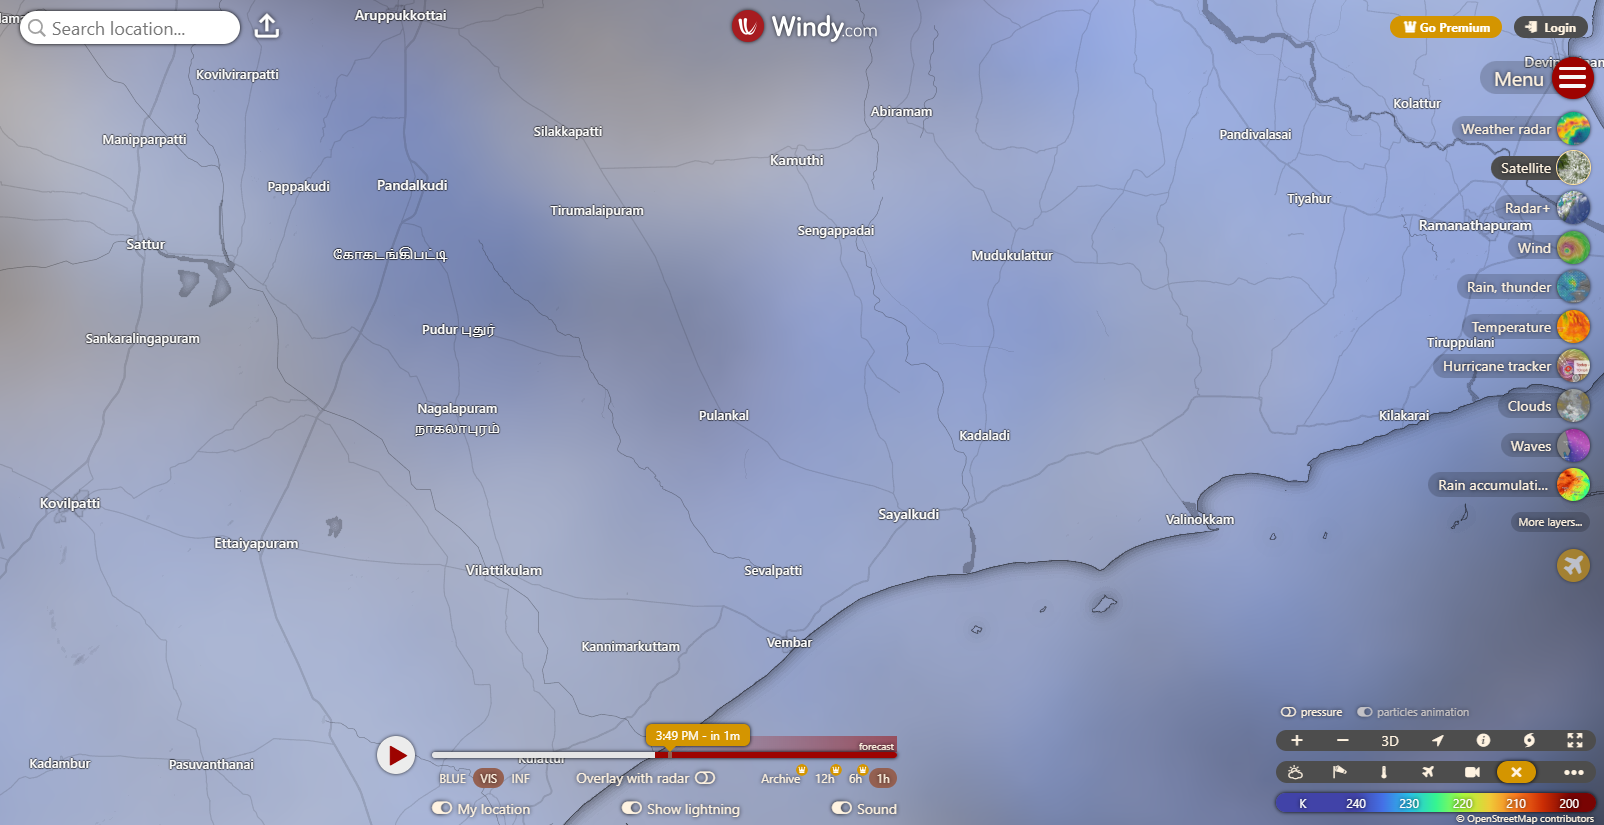 Search location...
Windy.com
Go Premium
Login
Menu
Weather radar
Satellite
Radar+
Wind
Rain, thunder
Temperature
Hurricane tracker
Clouds
Waves
Rain accumulati...
More layers...
Aruppukkottai
Kovilvirarpatti
Kolattur
Abiramam
Silakkapatti
Pandivalasai
Manipparpatti
Kamuthi
Pappakudi
Pandalkudi
Tiyahur
Tirumalaipuram
Ramanathapuram
Sengappadai
Sattur
கோகடங்கிபட்டி
Mudukulattur
Pudur புதுர்
Sankaralingapuram
Tiruppulani
Nagalapuram
நாகலாபுரம்
Pulankal
Kilakarai
Kadaladi
Kovilpatti
Sayalkudi
Valinokkam
Ettaiyapuram
Vilattikulam
Sevalpatti
Vembar
Kannimarkuttam
Kadambur
Pasuvanthanai
Kulattur
3:49 PM - in 1m
forecast
BLUE VIS INF
Overlay with radar
Archive 12h 6h 1h
My location
Show lightning
Sound
pressure
particles animation
+ − 3D
K 240 230 220 210 200
© OpenStreetMap contributors